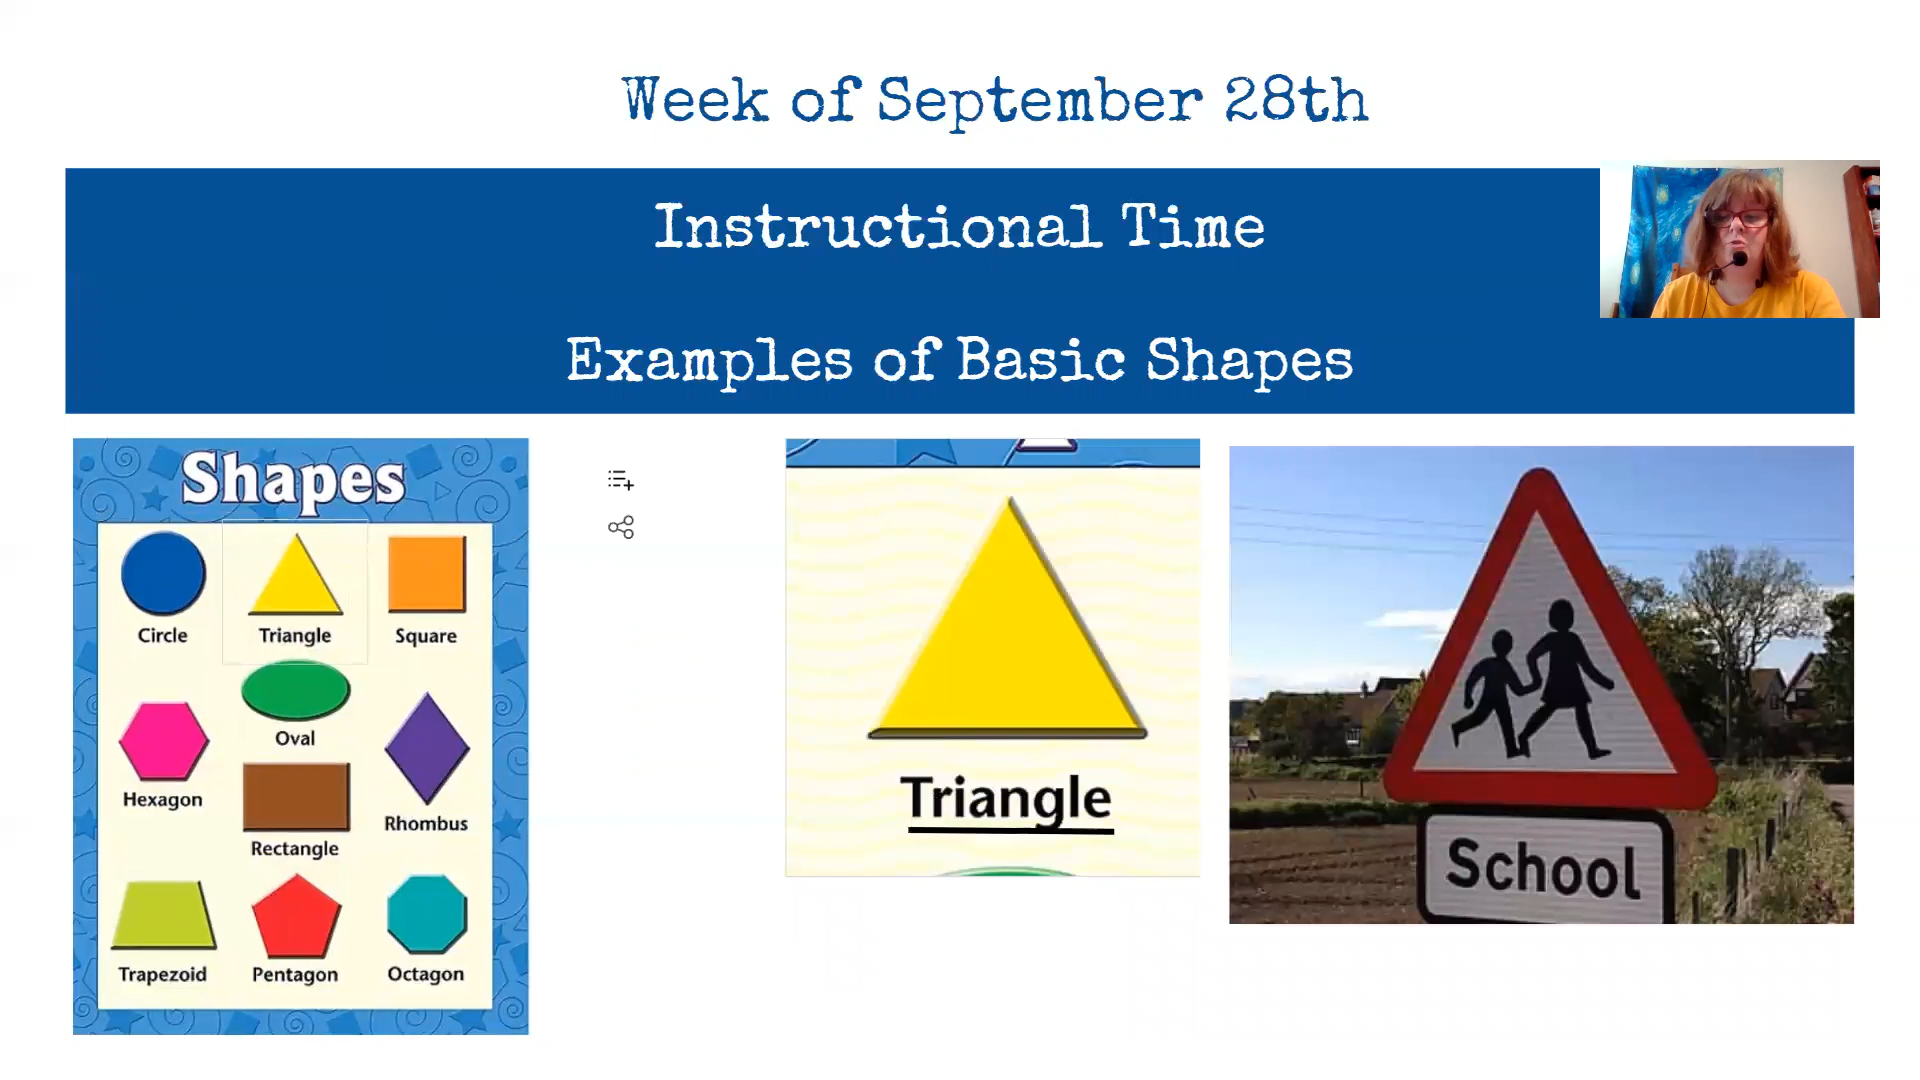 Week of September 28th
Instructional Time
Examples of Basic Shapes
Shapes
Circle
Triangle
Square
Oval
Hexagon
Rhombus
Rectangle
Trapezoid
Pentagon
Octagon
Triangle
School